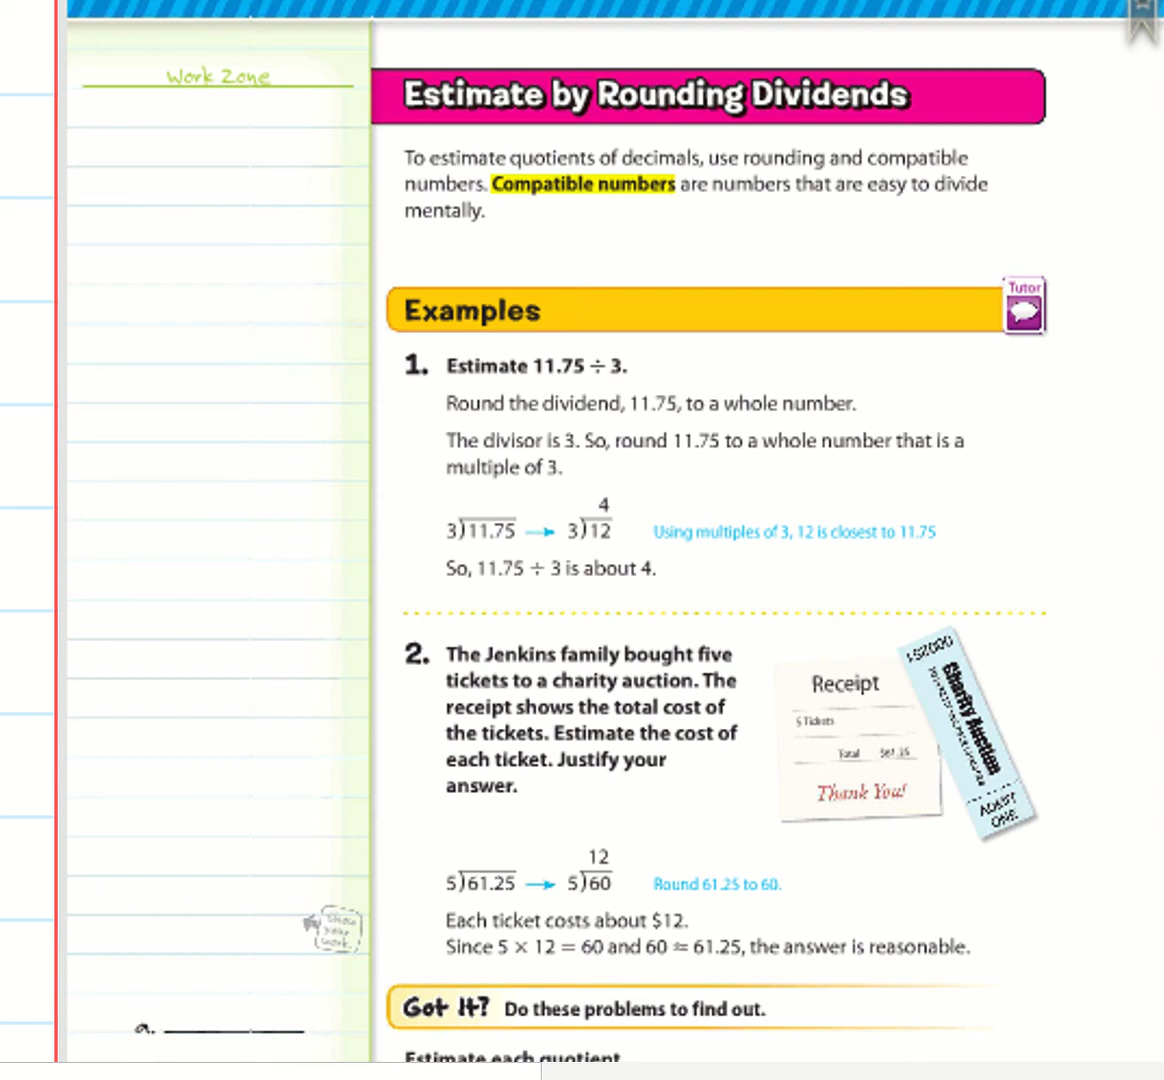 Work Zone
Estimate by Rounding Dividends
To estimate quotients of decimals, use rounding and compatible
numbers. Compatible numbers are numbers that are easy to divide
mentally.
Tutor
Examples
1. Estimate 11.75 ÷ 3.
Round the dividend, 11.75, to a whole number.
The divisor is 3. So, round 11.75 to a whole number that is a
multiple of 3.
4
3)11.75 → 3)12 Using multiples of 3, 12 is closest to 11.75
So, 11.75 ÷ 3 is about 4.
2. The Jenkins family bought five
tickets to a charity auction. The
receipt shows the total cost of
the tickets. Estimate the cost of
each ticket. Justify your
answer.
Receipt
5 Tickets
Total $61.25
Thank You!
Charity Auction
ADMIT
ONE
12
5)61.25 → 5)60 Round 61.25 to 60.
Each ticket costs about $12.
Since 5 × 12 = 60 and 60 ≈ 61.25, the answer is reasonable.
Show
your
work.
Got It? Do these problems to find out.
a.
Estimate each quotient.